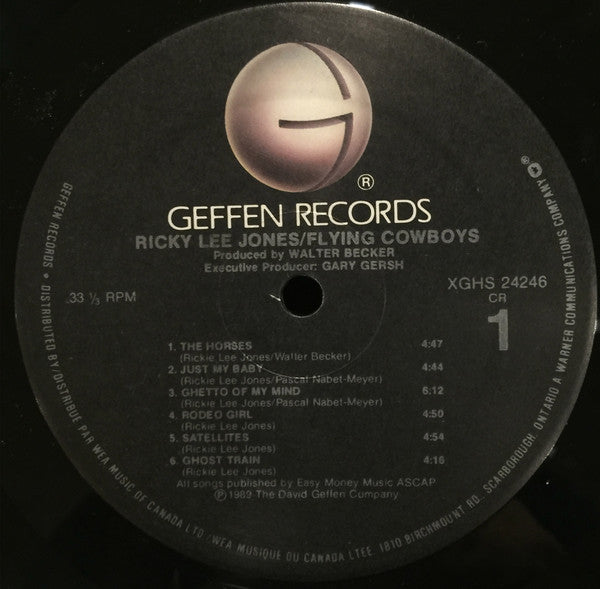 ®
GEFFEN RECORDS
RICKY LEE JONES/FLYING COWBOYS
Produced by WALTER BECKER
Executive Producer: GARY GERSH
33 ⅓ RPM
XGHS 24246
CR
1
1. THE HORSES 4:47
(Rickie Lee Jones/Walter Becker)
2. JUST MY BABY 4:44
(Rickie Lee Jones/Pascal Nabet-Meyer)
3. GHETTO OF MY MIND 6:12
(Rickie Lee Jones/Pascal Nabet-Meyer)
4. RODEO GIRL 4:50
(Rickie Lee Jones)
5. SATELLITES 4:54
(Rickie Lee Jones)
6. GHOST TRAIN 4:16
(Rickie Lee Jones)
All songs published by Easy Money Music ASCAP
℗1989 The David Geffen Company
GEFFEN RECORDS • DISTRIBUTED BY/DISTRIBUE PAR WEA MUSIC OF CANADA LTD./WEA MUSIQUE DU CANADA LTEE. 1810 BIRCHMOUNT RD. SCARBOROUGH, ONTARIO A WARNER COMMUNICATIONS COMPANY